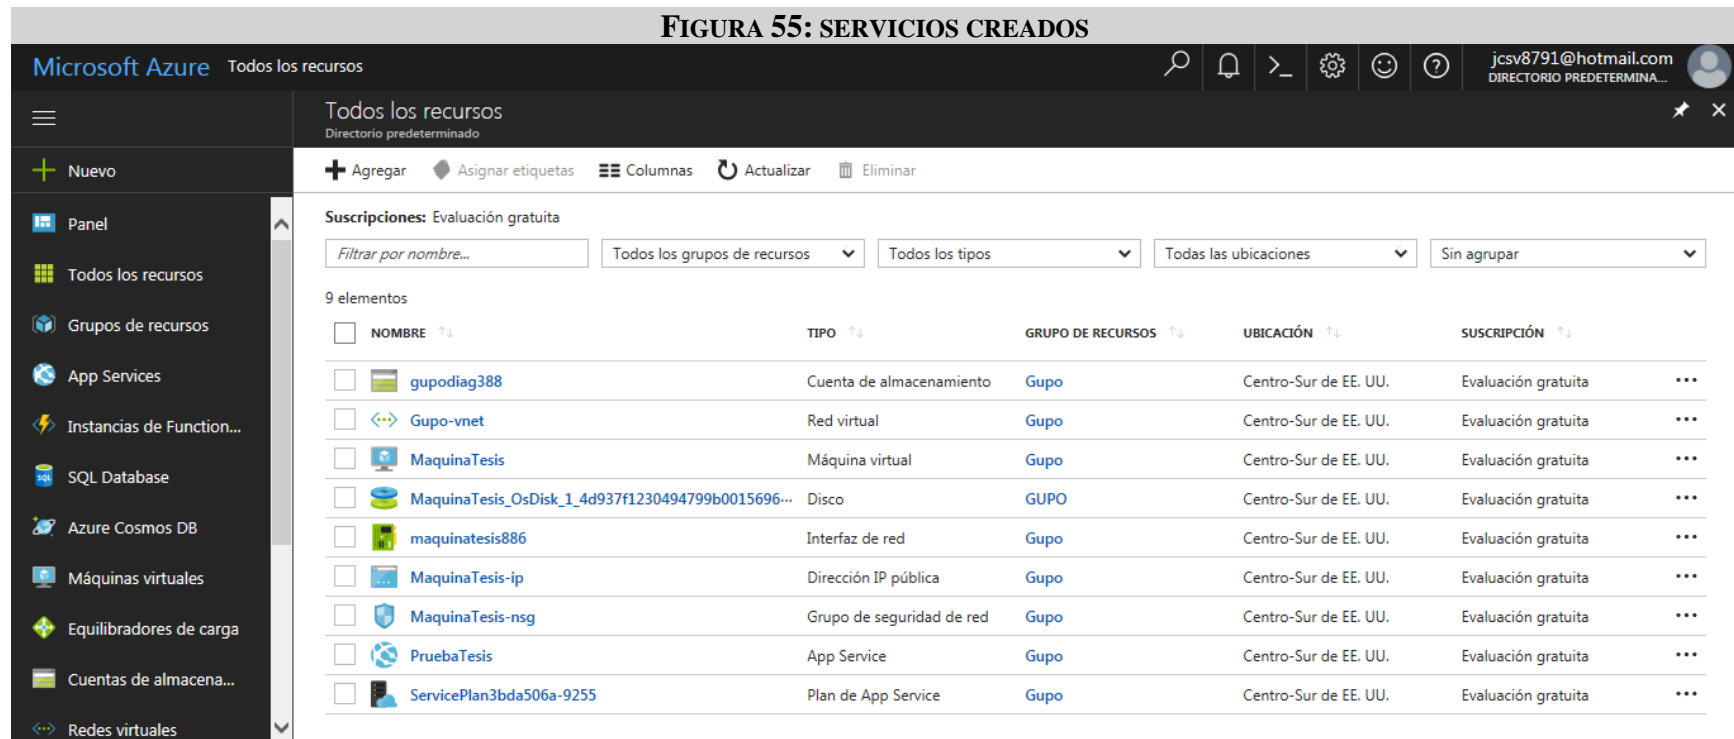 FIGURA 55: SERVICIOS CREADOS
Microsoft Azure Todos los recursos
jcsv8791@hotmail.com
DIRECTORIO PREDETERMINA...
Todos los recursos
Directorio predeterminado
Nuevo
Panel
Todos los recursos
Grupos de recursos
App Services
Instancias de Function...
SQL Database
Azure Cosmos DB
Máquinas virtuales
Equilibradores de carga
Cuentas de almacena...
Redes virtuales
Agregar Asignar etiquetas Columnas Actualizar Eliminar
Suscripciones: Evaluación gratuita
Filtrar por nombre... Todos los grupos de recursos Todos los tipos Todas las ubicaciones Sin agrupar
9 elementos
NOMBRE TIPO GRUPO DE RECURSOS UBICACIÓN SUSCRIPCIÓN
gupodiag388 Cuenta de almacenamiento Gupo Centro-Sur de EE. UU. Evaluación gratuita
Gupo-vnet Red virtual Gupo Centro-Sur de EE. UU. Evaluación gratuita
MaquinaTesis Máquina virtual Gupo Centro-Sur de EE. UU. Evaluación gratuita
MaquinaTesis_OsDisk_1_4d937f1230494799b0015696... Disco GUPO Centro-Sur de EE. UU. Evaluación gratuita
maquinatesis886 Interfaz de red Gupo Centro-Sur de EE. UU. Evaluación gratuita
MaquinaTesis-ip Dirección IP pública Gupo Centro-Sur de EE. UU. Evaluación gratuita
MaquinaTesis-nsg Grupo de seguridad de red Gupo Centro-Sur de EE. UU. Evaluación gratuita
PruebaTesis App Service Gupo Centro-Sur de EE. UU. Evaluación gratuita
ServicePlan3bda506a-9255 Plan de App Service Gupo Centro-Sur de EE. UU. Evaluación gratuita